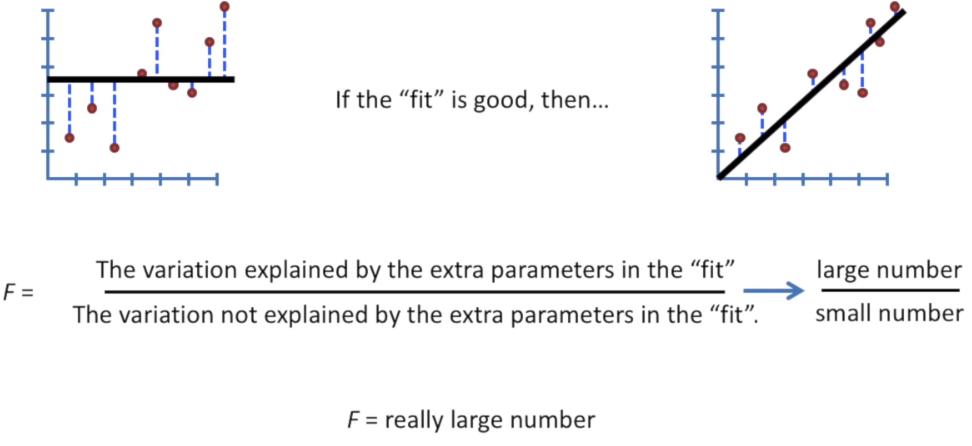 If the “fit” is good, then…
The variation explained by the extra parameters in the “fit”
F =
The variation not explained by the extra parameters in the “fit”.
large number
small number
F = really large number